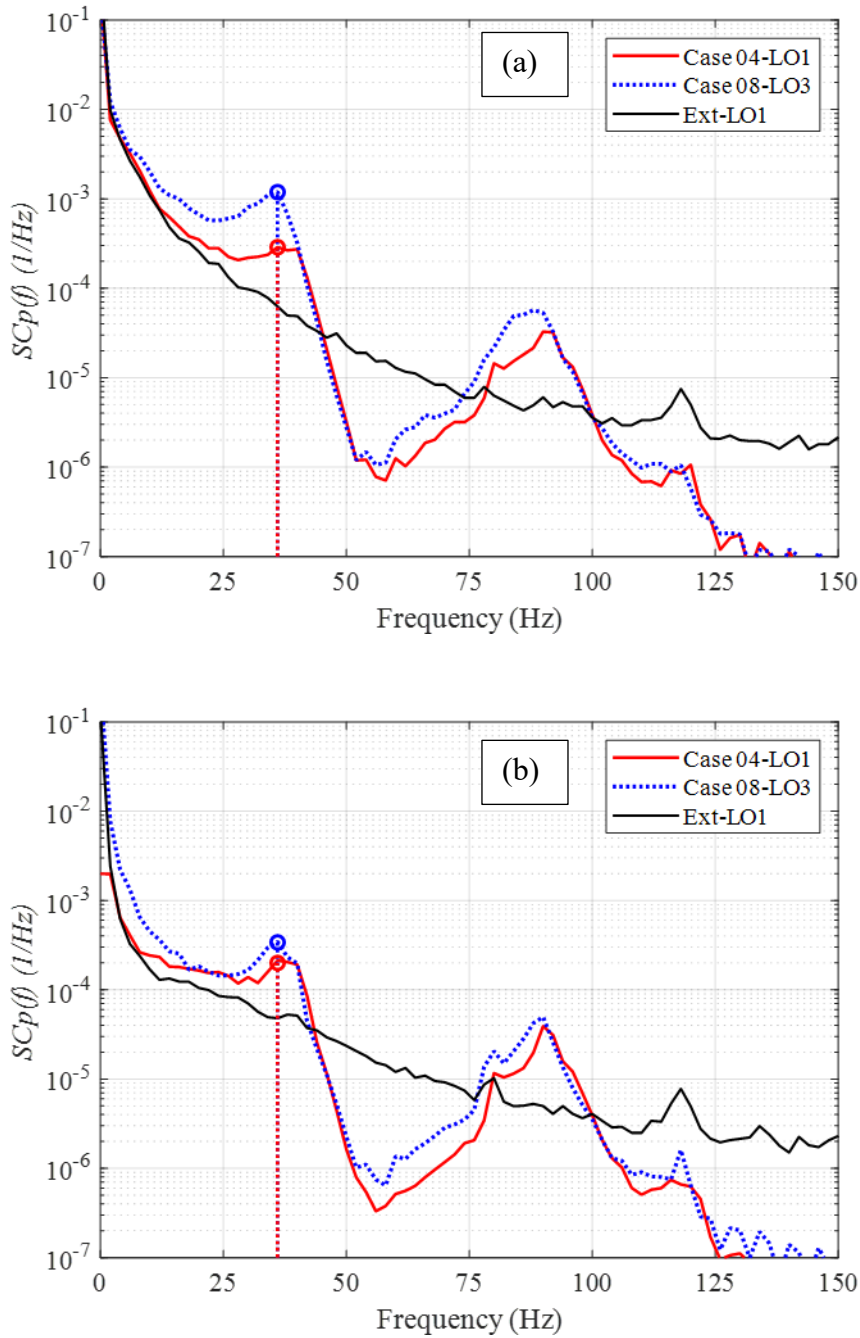 (a)
Case 04-LO1
Case 08-LO3
Ext-LO1
SCp(f) (1/Hz)
10^-1
10^-2
10^-3
10^-4
10^-5
10^-6
10^-7
0 25 50 75 100 125 150
Frequency (Hz)
(b)
Case 04-LO1
Case 08-LO3
Ext-LO1
SCp(f) (1/Hz)
10^-1
10^-2
10^-3
10^-4
10^-5
10^-6
10^-7
0 25 50 75 100 125 150
Frequency (Hz)